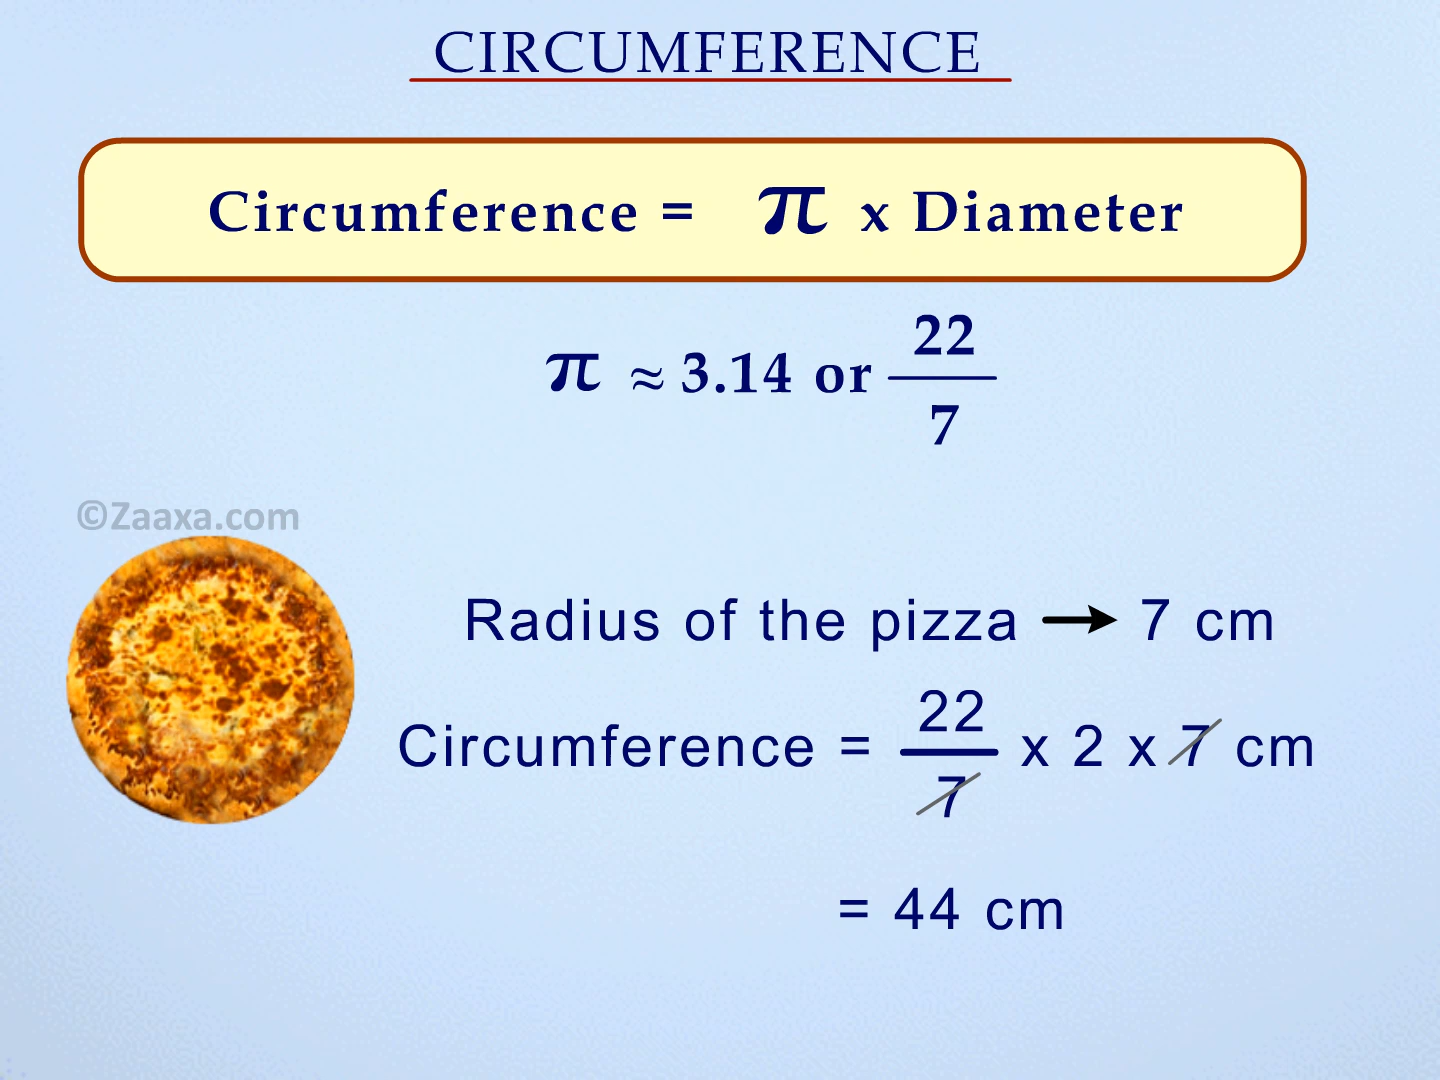 CIRCUMFERENCE
Circumference = π x Diameter
π ≈ 3.14 or 22/7
©Zaaxa.com
Radius of the pizza → 7 cm
Circumference = 22/7 x 2 x 7 cm
= 44 cm